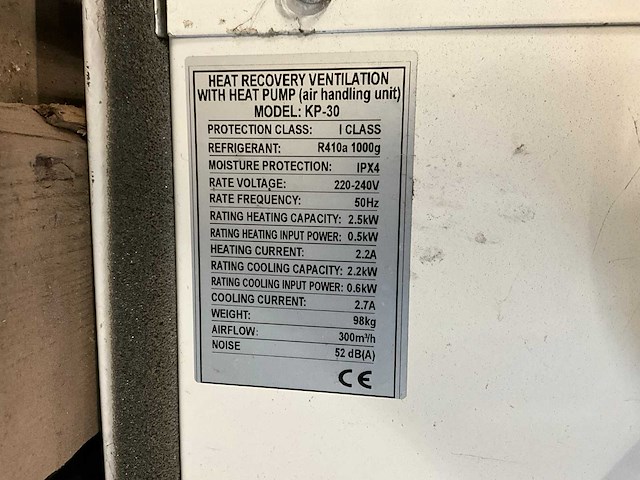 HEAT RECOVERY VENTILATION
WITH HEAT PUMP (air handling unit)
MODEL: KP-30
PROTECTION CLASS: I CLASS
REFRIGERANT: R410a 1000g
MOISTURE PROTECTION: IPX4
RATE VOLTAGE: 220-240V
RATE FREQUENCY: 50Hz
RATING HEATING CAPACITY: 2.5kW
RATING HEATING INPUT POWER: 0.5kW
HEATING CURRENT: 2.2A
RATING COOLING CAPACITY: 2.2kW
RATING COOLING INPUT POWER: 0.6kW
COOLING CURRENT: 2.7A
WEIGHT: 98kg
AIRFLOW: 300m³/h
NOISE 52 dB(A)
CE